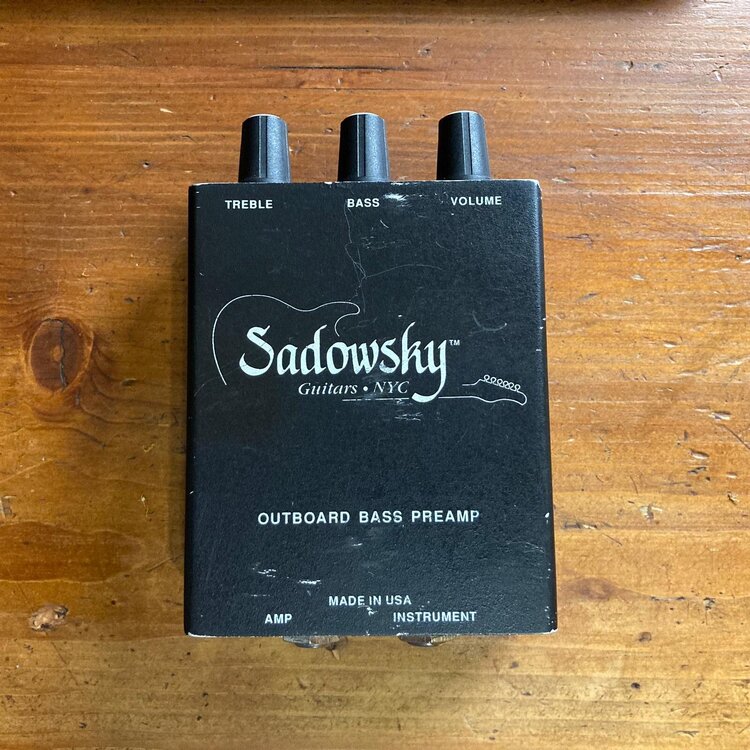 TREBLE BASS VOLUME
Sadowsky™
Guitars • NYC
OUTBOARD BASS PREAMP
MADE IN USA
AMP INSTRUMENT